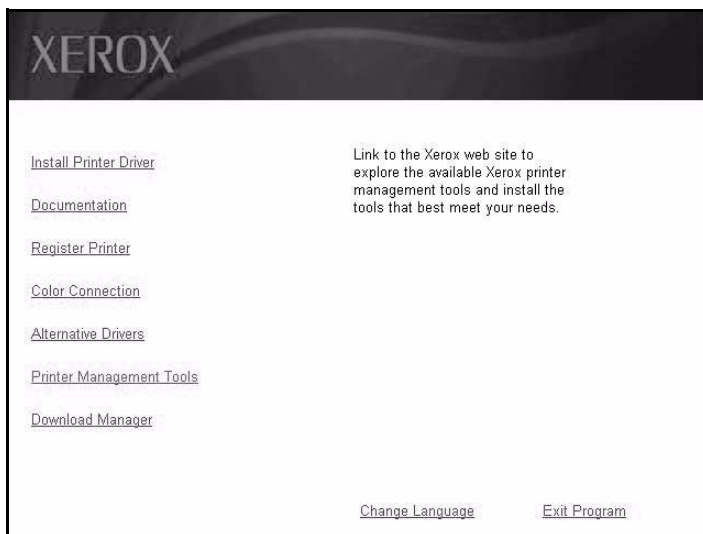 XEROX
Install Printer Driver
Documentation
Register Printer
Color Connection
Alternative Drivers
Printer Management Tools
Download Manager
Link to the Xerox web site to
explore the available Xerox printer
management tools and install the
tools that best meet your needs.
Change Language
Exit Program